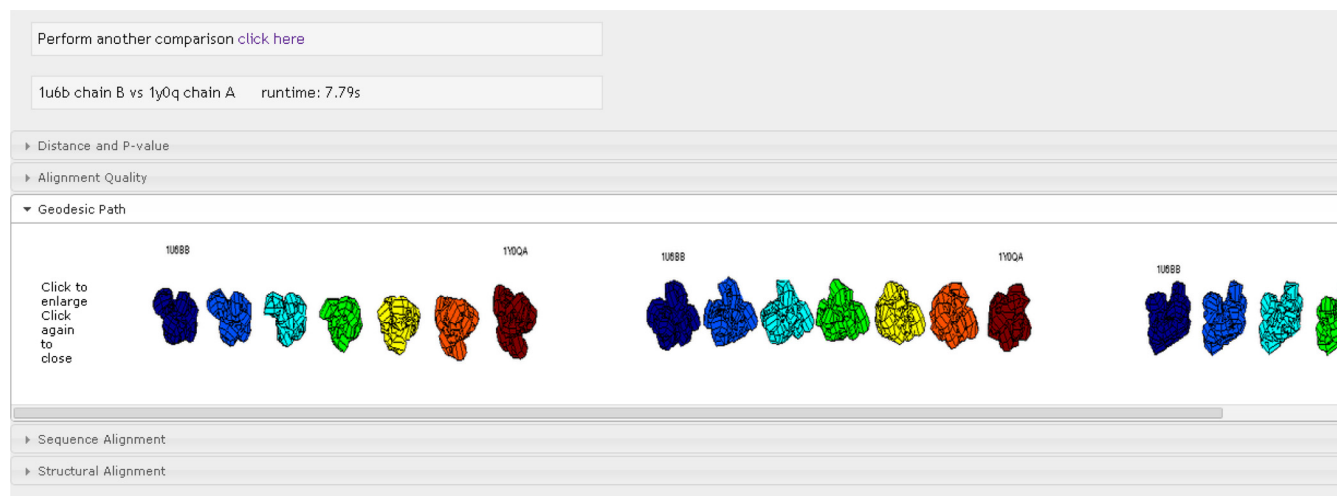 Perform another comparison click here
1u6b chain B vs 1y0q chain A runtime: 7.79s
Distance and P-value
Alignment Quality
Geodesic Path
1U6BB 1Y0QA 1U6BB 1Y0QA 1U6BB
Click to
enlarge
Click
again
to
close
Sequence Alignment
Structural Alignment